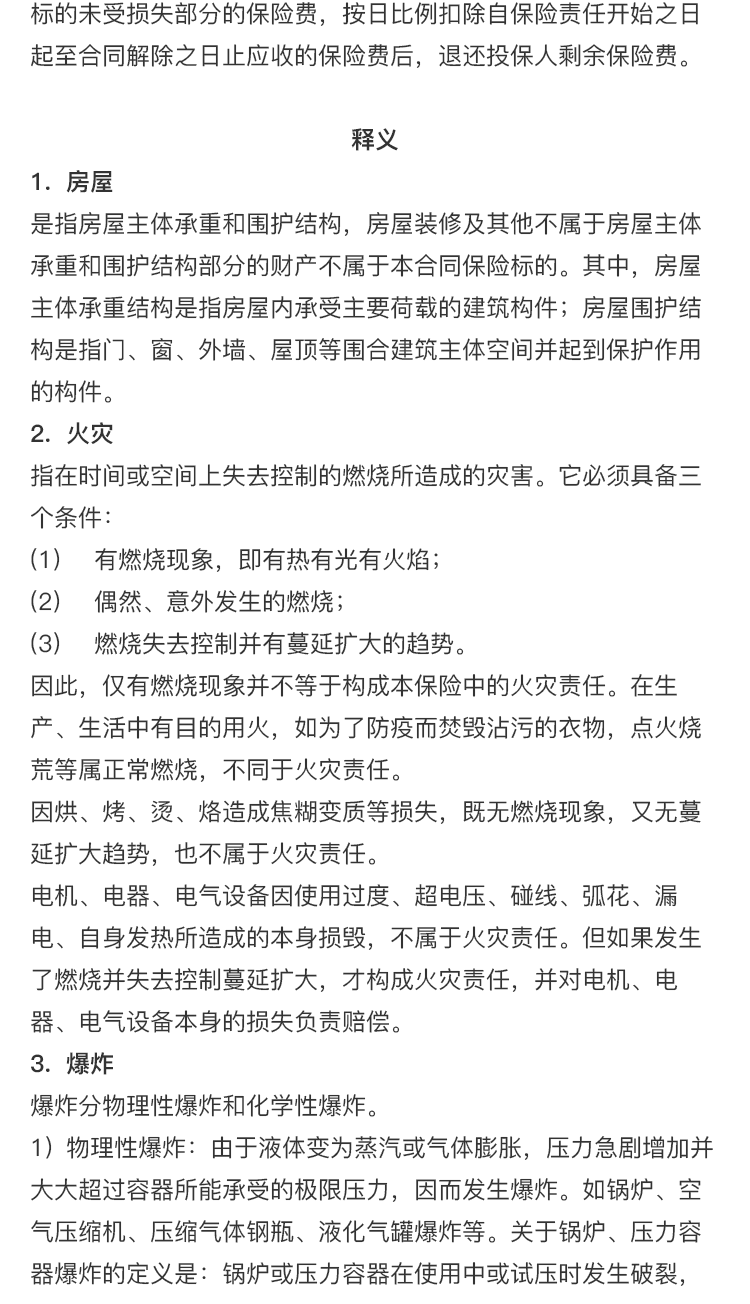 标的未受损失部分的保险费，按日比例扣除自保险责任开始之日
起至合同解除之日止应收的保险费后，退还投保人剩余保险费。
释义
1. 房屋
是指房屋主体承重和围护结构，房屋装修及其他不属于房屋主体
承重和围护结构部分的财产不属于本合同保险标的。其中，房屋
主体承重结构是指房屋内承受主要荷载的建筑构件；房屋围护结
构是指门、窗、外墙、屋顶等围合建筑主体空间并起到保护作用
的构件。
2. 火灾
指在时间或空间上失去控制的燃烧所造成的灾害。它必须具备三
个条件：
(1) 有燃烧现象，即有热有光有火焰；
(2) 偶然、意外发生的燃烧；
(3) 燃烧失去控制并有蔓延扩大的趋势。
因此，仅有燃烧现象并不等于构成本保险中的火灾责任。在生
产、生活中有目的用火，如为了防疫而焚毁沾污的衣物，点火烧
荒等属正常燃烧，不同于火灾责任。
因烘、烤、烫、烙造成焦糊变质等损失，既无燃烧现象，又无蔓
延扩大趋势，也不属于火灾责任。
电机、电器、电气设备因使用过度、超电压、碰线、弧花、漏
电、自身发热所造成的本身损毁，不属于火灾责任。但如果发生
了燃烧并失去控制蔓延扩大，才构成火灾责任，并对电机、电
器、电气设备本身的损失负责赔偿。
3. 爆炸
爆炸分物理性爆炸和化学性爆炸。
1）物理性爆炸：由于液体变为蒸汽或气体膨胀，压力急剧增加并
大大超过容器所能承受的极限压力，因而发生爆炸。如锅炉、空
气压缩机、压缩气体钢瓶、液化气罐爆炸等。关于锅炉、压力容
器爆炸的定义是：锅炉或压力容器在使用中或试压时发生破裂，